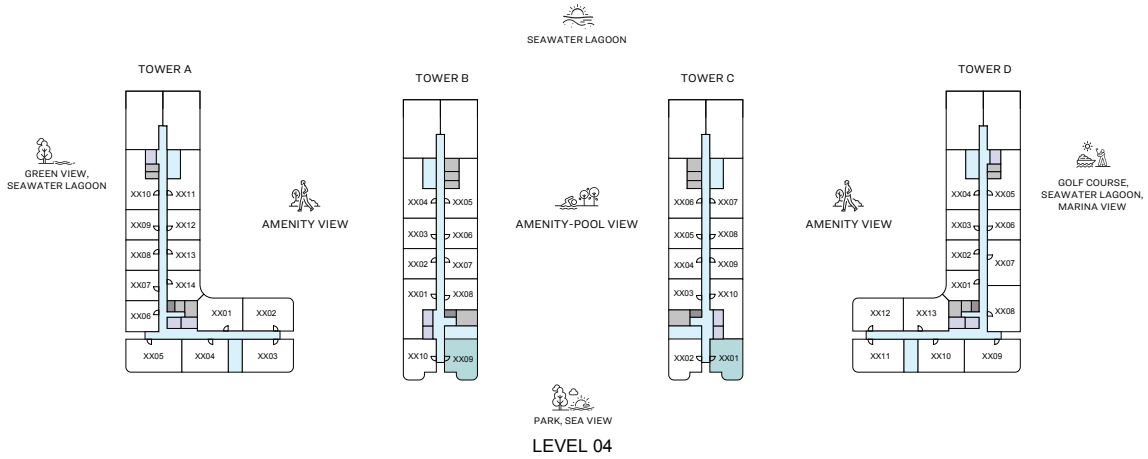 SEAWATER LAGOON
TOWER A
TOWER B
TOWER C
TOWER D
GREEN VIEW,
SEAWATER LAGOON
AMENITY VIEW
AMENITY-POOL VIEW
AMENITY VIEW
GOLF COURSE,
SEAWATER LAGOON,
MARINA VIEW
XX10 XX11
XX09 XX12
XX08 XX13
XX07 XX14
XX06 XX01 XX02
XX05 XX04 XX03
XX04 XX05
XX03 XX06
XX02 XX07
XX01 XX08
XX10 XX09
XX06 XX07
XX05 XX08
XX04 XX09
XX03 XX10
XX02 XX01
XX04 XX05
XX03 XX06
XX02 XX07
XX01
XX12 XX13 XX08
XX11 XX10 XX09
PARK, SEA VIEW
LEVEL 04